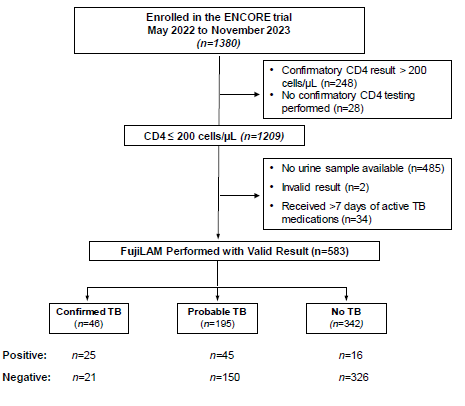 Enrolled in the ENCORE trial
May 2022 to November 2023
(n=1380)
• Confirmatory CD4 result > 200
cells/µL (n=248)
• No confirmatory CD4 testing
performed (n=28)
CD4 ≤ 200 cells/µL (n=1209)
• No urine sample available (n=485)
• Invalid result (n=2)
• Received >7 days of active TB
medications (n=34)
FujiLAM Performed with Valid Result (n=583)
Confirmed TB
(n=46)
Probable TB
(n=195)
No TB
(n=342)
Positive: n=25 n=45 n=16
Negative: n=21 n=150 n=326